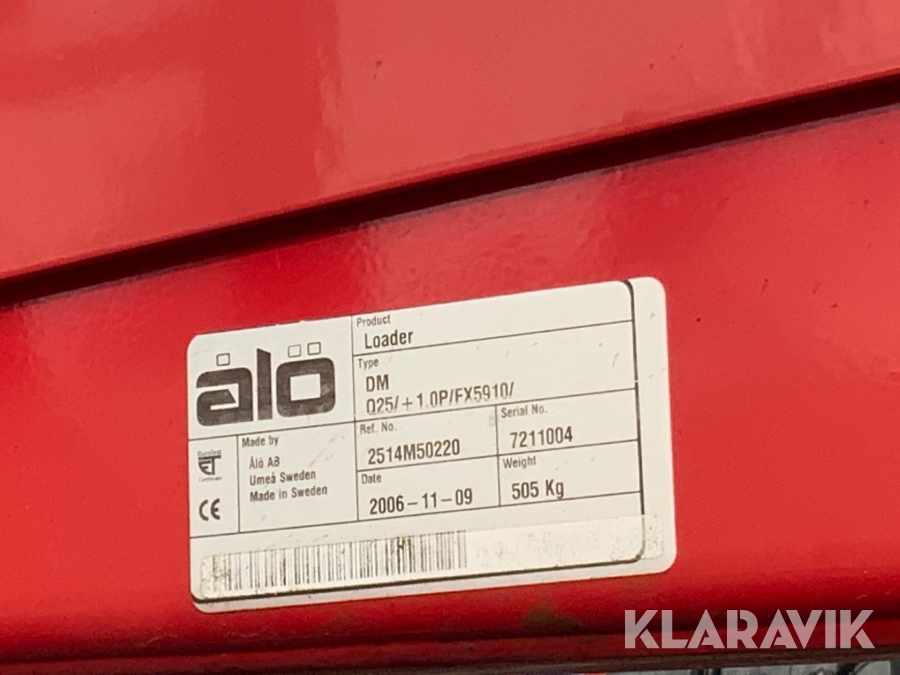 älö
Product
Loader
Type
DM
Q25/+1.0P/FX5910/
Ref. No.
2514M50220
Serial No.
7211004
Date
2006-11-09
Weight
505 Kg
Made by
Ålö AB
Umeå Sweden
Made in Sweden
CE
KLARAVIK